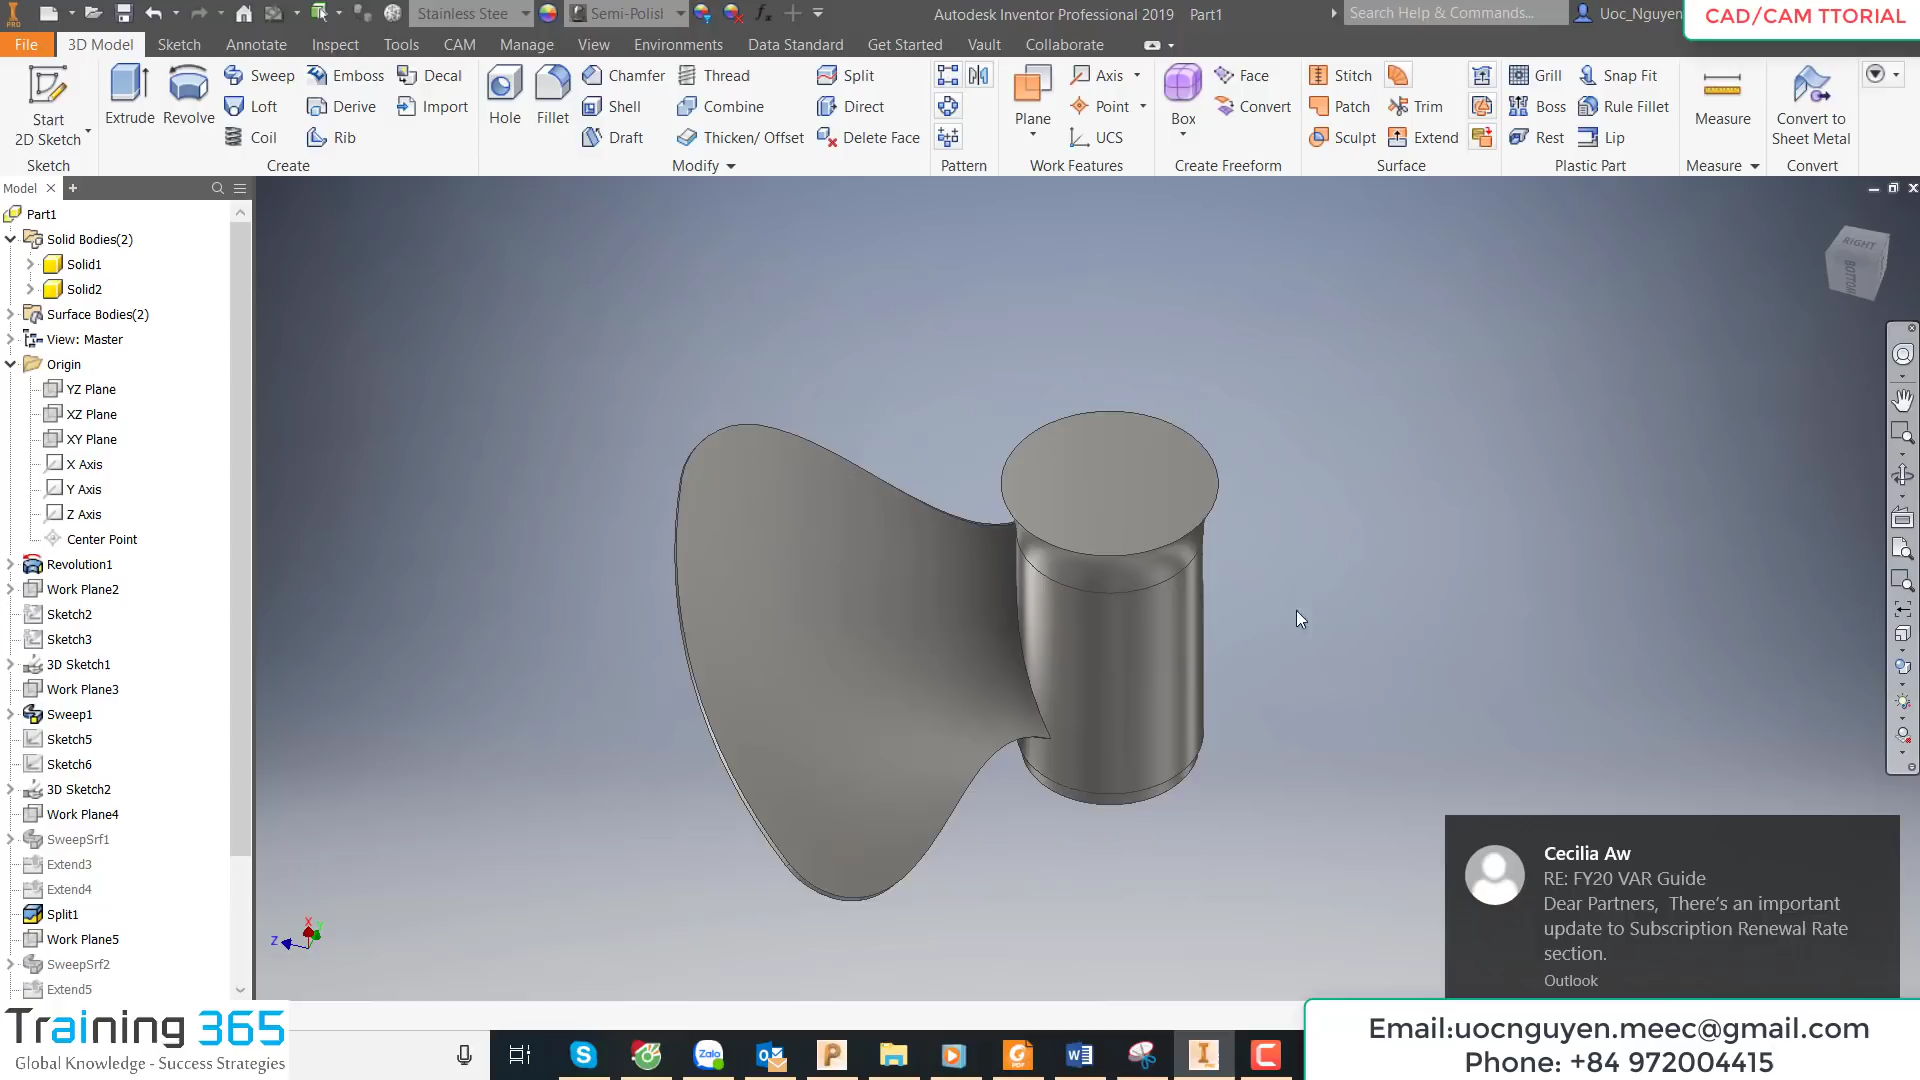 Stainless Stee
Semi-Polisl
Autodesk Inventor Professional 2019 Part1
Search Help & Commands...
Uoc_Nguyen
CAD/CAM TTORIAL
File
3D Model
Sketch
Annotate
Inspect
Tools
CAM
Manage
View
Environments
Data Standard
Get Started
Vault
Collaborate
Start
2D Sketch
Sketch
Extrude
Revolve
Sweep
Loft
Coil
Emboss
Derive
Rib
Decal
Import
Create
Hole
Fillet
Chamfer
Shell
Draft
Thread
Combine
Thicken/ Offset
Split
Direct
Delete Face
Modify
Pattern
Plane
Axis
Point
UCS
Work Features
Box
Face
Convert
Create Freeform
Stitch
Patch
Sculpt
Trim
Extend
Surface
Grill
Boss
Rest
Snap Fit
Rule Fillet
Lip
Plastic Part
Measure
Measure
Convert to
Sheet Metal
Convert
Model
Part1
Solid Bodies(2)
Solid1
Solid2
Surface Bodies(2)
View: Master
Origin
YZ Plane
XZ Plane
XY Plane
X Axis
Y Axis
Z Axis
Center Point
Revolution1
Work Plane2
Sketch2
Sketch3
3D Sketch1
Work Plane3
Sweep1
Sketch5
Sketch6
3D Sketch2
Work Plane4
SweepSrf1
Extend3
Extend4
Split1
Work Plane5
SweepSrf2
Extend5
RIGHT
BOTTOM
X
Z
Cecilia Aw
RE: FY20 VAR Guide
Dear Partners, There's an important
update to Subscription Renewal Rate
section.
Outlook
Training 365
Global Knowledge - Success Strategies
Zalo
Email:uocnguyen.meec@gmail.com
Phone: +84 972004415